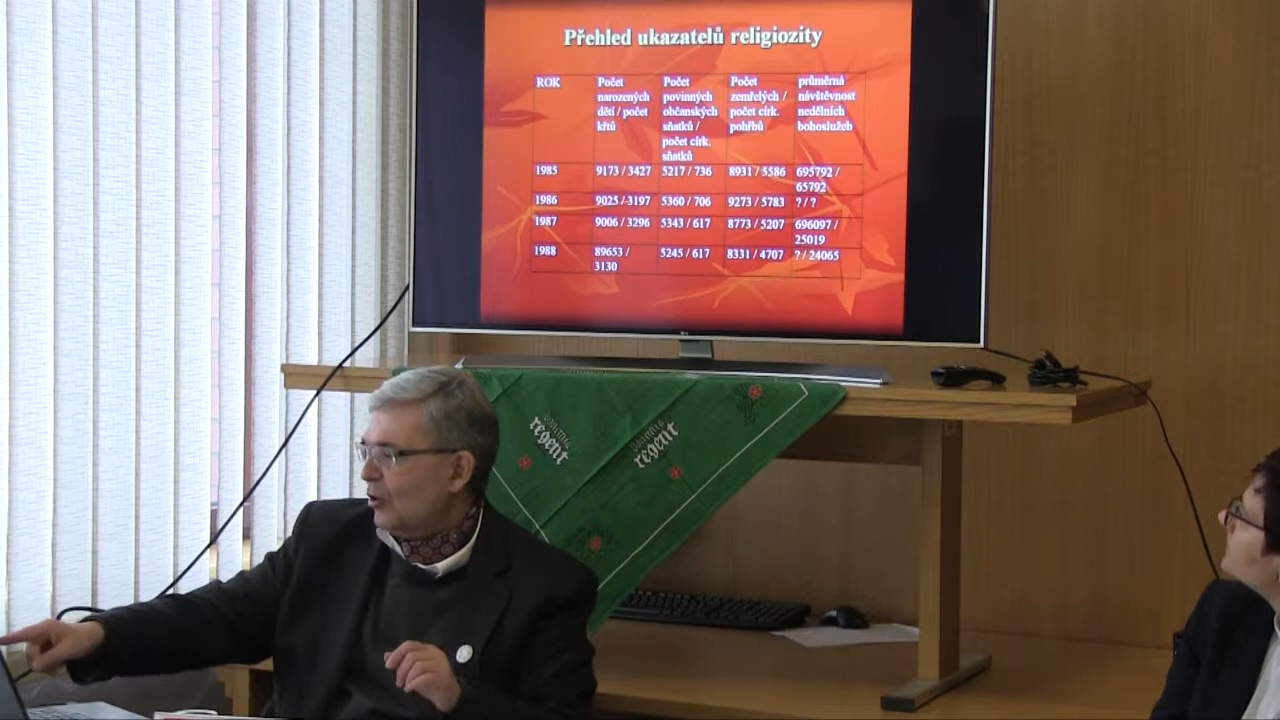 Přehled ukazatelů religiozity
ROK
Počet
narozených
dětí / počet
křtů
Počet
povinných
občanských
sňatků /
počet círk.
sňatků
Počet
zemřelých /
počet círk.
pohřbů
průměrná
návštěvnost
nedělních
bohoslužeb
1985
9173 / 3427
5217 / 736
8931 / 5586
695792 /
65792
1986
9025 / 3197
5360 / 706
9273 / 5783
? / ?
1987
9006 / 3296
5343 / 617
8773 / 5207
696097 /
25019
1988
89653 /
3130
5245 / 617
8331 / 4707
? / 24065
regent
regent